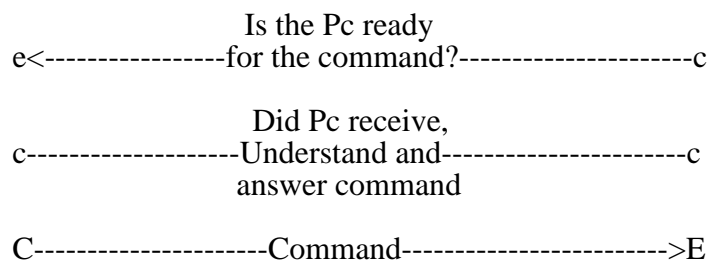 Is the Pc ready
e<-----------------for the command?----------------------c
Did Pc receive,
c--------------------Understand and-----------------------c
answer command
C----------------------Command------------------------->E